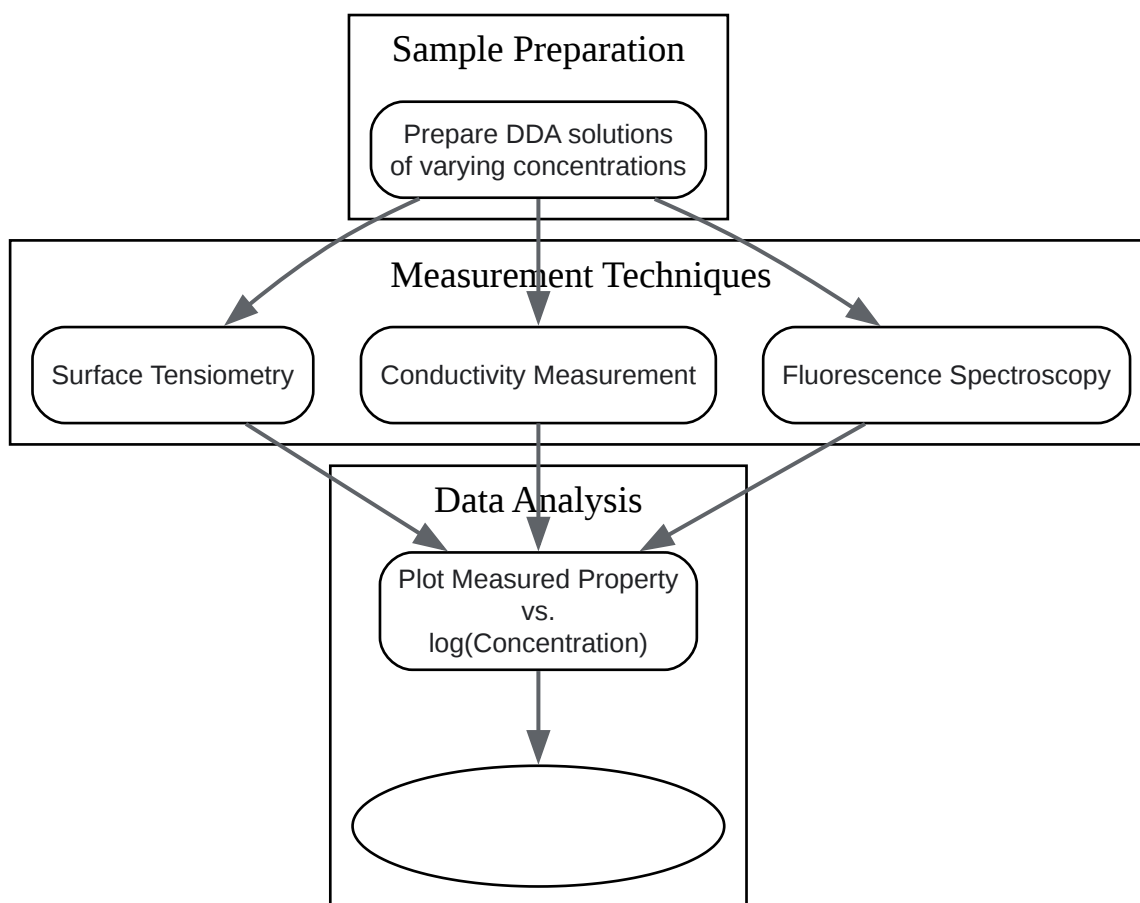 Sample Preparation
Prepare DDA solutions
of varying concentrations
Measurement Techniques
Surface Tensiometry
Conductivity Measurement
Fluorescence Spectroscopy
Data Analysis
Plot Measured Property
vs.
log(Concentration)